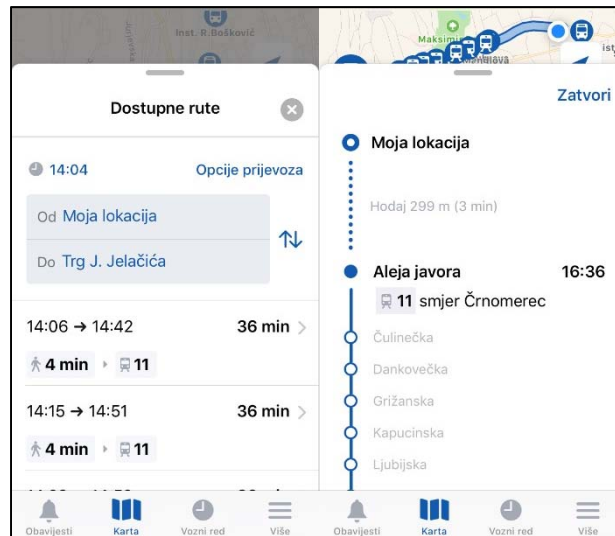 Inst. R.Bošković
Dostupne rute
14:04
Opcije prijevoza
Od Moja lokacija
Do Trg J. Jelačića
14:06 → 14:42
36 min
4 min
11
14:15 → 14:51
36 min
4 min
11
Obavijesti
Karta
Vozni red
Više
Maksimi
Zatvori
Moja lokacija
Hodaj 299 m (3 min)
Aleja javora
16:36
11 smjer Črnomerec
Čulinečka
Dankovečka
Grižanska
Kapucinska
Ljubijska
Obavijesti
Karta
Vozni red
Više